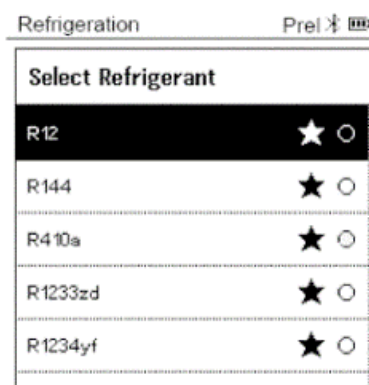 Refrigeration Prel
Select Refrigerant
R12
R144
R410a
R1233zd
R1234yf